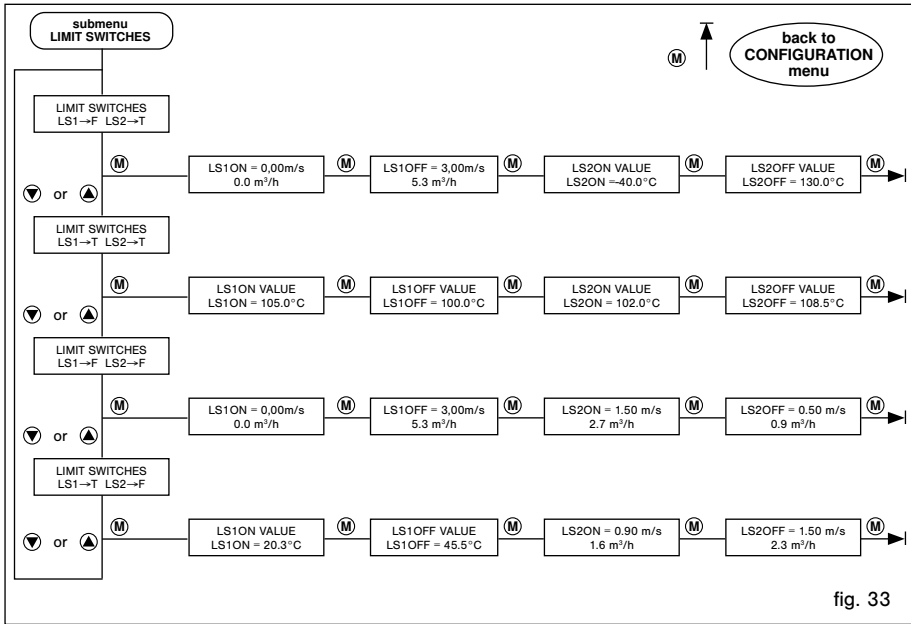 submenu
LIMIT SWITCHES
M
back to
CONFIGURATION
menu
LIMIT SWITCHES
LS1→F LS2→T
M
LS1ON = 0,00m/s
0.0 m³/h
M
LS1OFF = 3,00m/s
5.3 m³/h
M
LS2ON VALUE
LS2ON =-40.0°C
M
LS2OFF VALUE
LS2OFF = 130.0°C
M
▼ or ▲
LIMIT SWITCHES
LS1→T LS2→T
M
LS1ON VALUE
LS1ON = 105.0°C
M
LS1OFF VALUE
LS1OFF = 100.0°C
M
LS2ON VALUE
LS2ON = 102.0°C
M
LS2OFF VALUE
LS2OFF = 108.5°C
M
▼ or ▲
LIMIT SWITCHES
LS1→F LS2→F
M
LS1ON = 0,00m/s
0.0 m³/h
M
LS1OFF = 3,00m/s
5.3 m³/h
M
LS2ON = 1.50 m/s
2.7 m³/h
M
LS2OFF = 0.50 m/s
0.9 m³/h
M
▼ or ▲
LIMIT SWITCHES
LS1→T LS2→F
M
LS1ON VALUE
LS1ON = 20.3°C
M
LS1OFF VALUE
LS1OFF = 45.5°C
M
LS2ON = 0.90 m/s
1.6 m³/h
M
LS2OFF = 1.50 m/s
2.3 m³/h
M
▼ or ▲
fig. 33